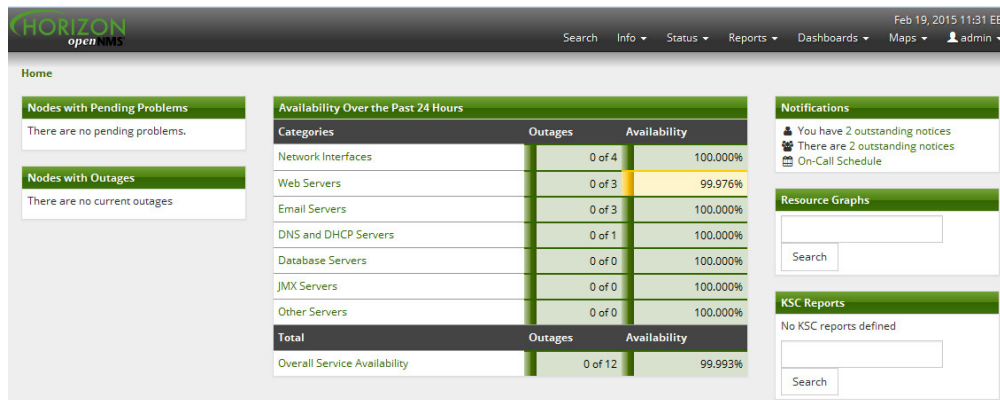 HORIZON
openNMS
Feb 19, 2015 11:31 EE
Search Info Status Reports Dashboards Maps admin
Home
Nodes with Pending Problems
There are no pending problems.
Nodes with Outages
There are no current outages
Availability Over the Past 24 Hours
Categories Outages Availability
Network Interfaces 0 of 4 100.000%
Web Servers 0 of 3 99.976%
Email Servers 0 of 3 100.000%
DNS and DHCP Servers 0 of 1 100.000%
Database Servers 0 of 0 100.000%
JMX Servers 0 of 0 100.000%
Other Servers 0 of 0 100.000%
Total Outages Availability
Overall Service Availability 0 of 12 99.993%
Notifications
You have 2 outstanding notices
There are 2 outstanding notices
On-Call Schedule
Resource Graphs
Search
KSC Reports
No KSC reports defined
Search